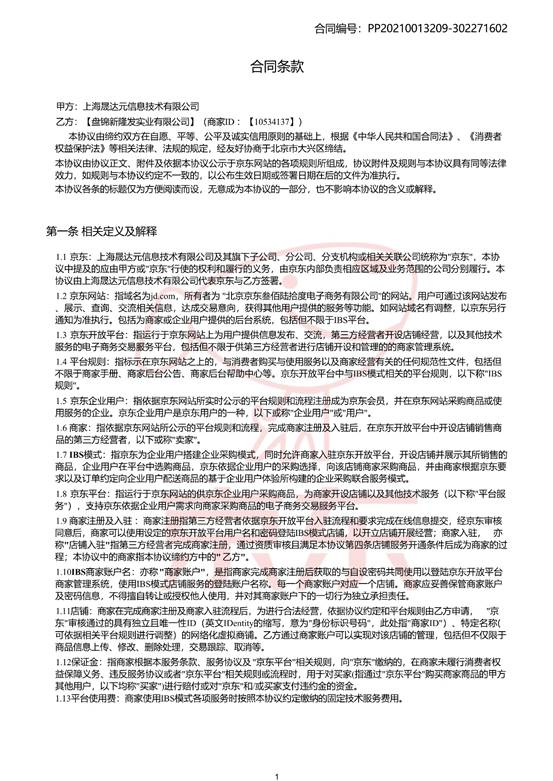 合同编号：PP20210013209-302271602
合同条款
甲方：上海晟达元信息技术有限公司
乙方：【盘锦新隆发实业有限公司】（商家ID：【10534137】）
本协议由缔约双方在自愿、平等、公平及诚实信用原则的基础上，根据《中华人民共和国合同法》、《消费者
权益保护法》等相关法律、法规的规定，经友好协商于北京市大兴区缔结。
本协议由协议正文、附件及依据本协议公示于京东网站的各项规则所组成，协议附件及规则与本协议具有同等法律
效力，如规则与本协议约定不一致的，以公布生效日期或签署日期在后的文件为准执行。
本协议各条的标题仅为方便阅读而设，无意成为本协议的一部分，也不影响本协议的含义或解释。
第一条 相关定义及解释
1.1 京东：上海晟达元信息技术有限公司及其旗下子公司、分公司、分支机构或相关关联公司统称为"京东"，本协
议中提及的应由甲方或"京东"行使的权利和履行的义务，由京东内部负责相应区域及业务范围的公司分别履行。本
协议由上海晟达元信息技术有限公司代表京东与乙方签署。
1.2 京东网站：指域名为jd.com，所有者为 "北京京东叁佰陆拾度电子商务有限公司"的网站。用户可通过该网站发布
、展示、查询、交流相关信息，达成交易意向，获得其他用户提供的服务等功能。如网站域名有调整，以京东另行
通知为准执行。包括为商家或企业用户提供的后台系统，包括但不限于IBS平台。
1.3 京东开放平台：指运行于京东网站上为用户提供信息发布、交流，第三方经营者开设店铺经营，以及其他技术
服务的电子商务交易服务平台，包括但不限于供第三方经营者进行店铺开设和管理的的商家管理系统。
1.4 平台规则：指标示在京东网站之上的，与消费者购买与使用服务以及商家经营有关的任何规范性文件，包括但
不限于商家手册、商家后台公告、商家后台帮助中心等。京东开放平台中与IBS模式相关的平台规则，以下称"IBS
规则"。
1.5 京东企业用户：指依据京东网站所实时公示的平台规则和流程注册成为京东会员，并在京东网站采购商品或使
用服务的企业。京东企业用户是京东用户的一种，以下或称"企业用户"或"用户"。
1.6 商家：指依据京东网站所公示的平台规则和流程，完成商家注册及入驻后，在京东开放平台中开设店铺销售商
品的第三方经营者，以下或称"卖家"。
1.7 IBS模式：指京东为企业用户搭建企业采购模式，同时允许商家入驻京东开放平台，开设店铺并展示其所销售的
商品，企业用户在平台中选购商品，京东依据企业用户的采购选择，向该店铺商家采购商品，并由商家根据京东要
求以及订单约定向企业用户配送商品的基于企业用户体验所构建的企业采购联合服务模式。
1.8 京东平台：指运行于京东网站的供京东企业用户采购商品，为商家开设店铺以及其他技术服务（以下称"平台服
务"），支持京东依据企业用户需求向商家采购商品的电子商务交易服务平台。
1.9 商家注册及入驻 ：商家注册指第三方经营者依据京东开放平台入驻流程和要求完成在线信息提交，经京东审核
同意后，商家可以使用设定的京东开放平台用户名和密码登陆IBS模式店铺，以开立店铺开展经营；商家入驻， 亦
称"店铺入驻"指第三方经营者完成商家注册，通过资质审核且满足本协议第四条店铺服务开通条件后成为商家的过
程；本协议中的商家指本协议缔约方中的" 乙方"。
1.10IBS商家账户名：亦称 "商家账户"，是指商家完成商家注册后获取的与自设密码共同使用以登陆京东开放平台
商家管理系统，使用IBS模式店铺服务的登陆账户名称。每一个商家账户对应一个店铺。商家应妥善保管商家账户
及密码信息，不得擅自转让或授权他人使用，并对其商家账户下的一切行为独立承担责任。
1.11店铺：商家在完成商家注册及商家入驻流程后，为进行合法经营，依据协议约定和平台规则由乙方申请， "京
东"审核通过的具有独立且唯一性ID（英文IDentity的缩写，意为"身份标识号码"，此处指"商家ID"）、特定名称(
可依据相关平台规则进行调整）的网络化虚拟商铺。乙方通过商家账户可以实现对该店铺的管理，包括但不仅限于
商品信息上传、修改、删除处理，交易跟踪、取消等。
1.12保证金：指商家根据本服务条款、服务协议及 "京东平台"相关规则，向"京东"缴纳的，在商家未履行消费者权
益保障义务、违反服务协议或者"京东平台"相关规则或流程时，用于对买家(指通过"京东平台"购买商家商品的甲方
其他用户，以下均称"买家")进行赔付或对"京东"和/或买家支付违约金的资金。
1.13平台使用费：商家使用IBS模式各项服务时按照本协议约定缴纳的固定技术服务费用。
1